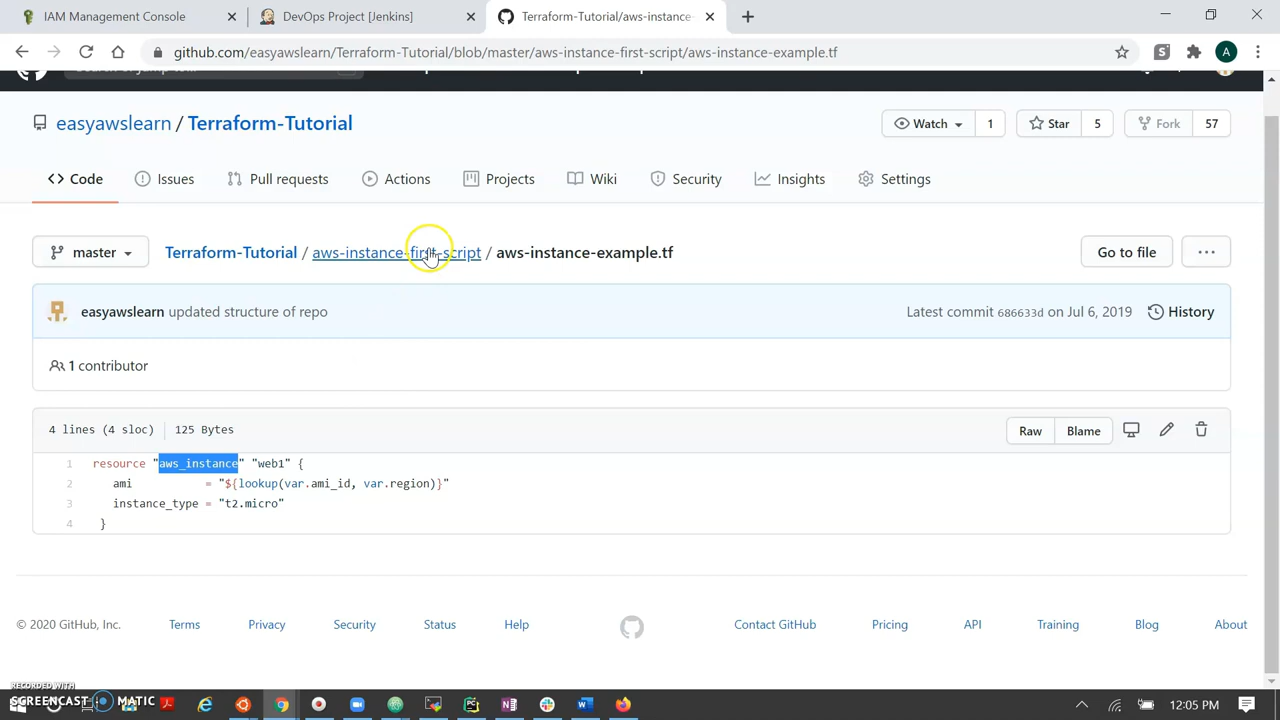 IAM Management Console
DevOps Project [Jenkins]
Terraform-Tutorial/aws-instance-
github.com/easyawslearn/Terraform-Tutorial/blob/master/aws-instance-first-script/aws-instance-example.tf
S
A
easyawslearn / Terraform-Tutorial
Watch 1
Star 5
Fork 57
<> Code
Issues
Pull requests
Actions
Projects
Wiki
Security
Insights
Settings
master
Terraform-Tutorial / aws-instance-first-script / aws-instance-example.tf
Go to file
...
easyawslearn updated structure of repo
Latest commit 686633d on Jul 6, 2019
History
1 contributor
4 lines (4 sloc)
125 Bytes
Raw
Blame
1 resource "aws_instance" "web1" {
2 ami = "${lookup(var.ami_id, var.region)}"
3 instance_type = "t2.micro"
4 }
© 2020 GitHub, Inc.
Terms
Privacy
Security
Status
Help
Contact GitHub
Pricing
API
Training
Blog
About
RECORDED WITH
SCREENCAST MATIC
12:05 PM